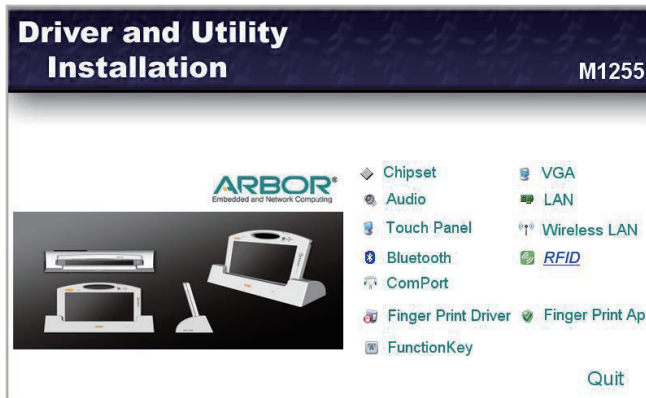 Driver and Utility
Installation
M1255
ARBOR®
Embedded and Network Computing
Chipset
VGA
Audio
LAN
Touch Panel
Wireless LAN
Bluetooth
RFID
ComPort
Finger Print Driver
Finger Print Ap
FunctionKey
Quit